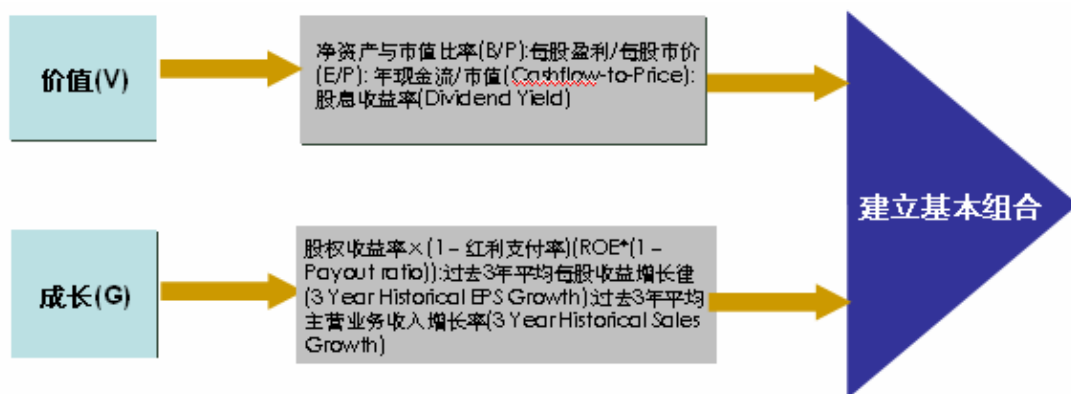 价值(V)
净资产与市值比率(B/P):每股盈利/每股市价
(E/P): 年现金流/市值(Cashflow-to-Price):
股息收益率(Dividend Yield)
建立基本组合
成长(G)
股权收益率×(1 – 红利支付率)(ROE*(1 –
Payout ratio)):过去3年平均每股收益增长律
(3 Year Historical EPS Growth):过去3年平均
主营业务收入增长率(3 Year Historical Sales
Growth)